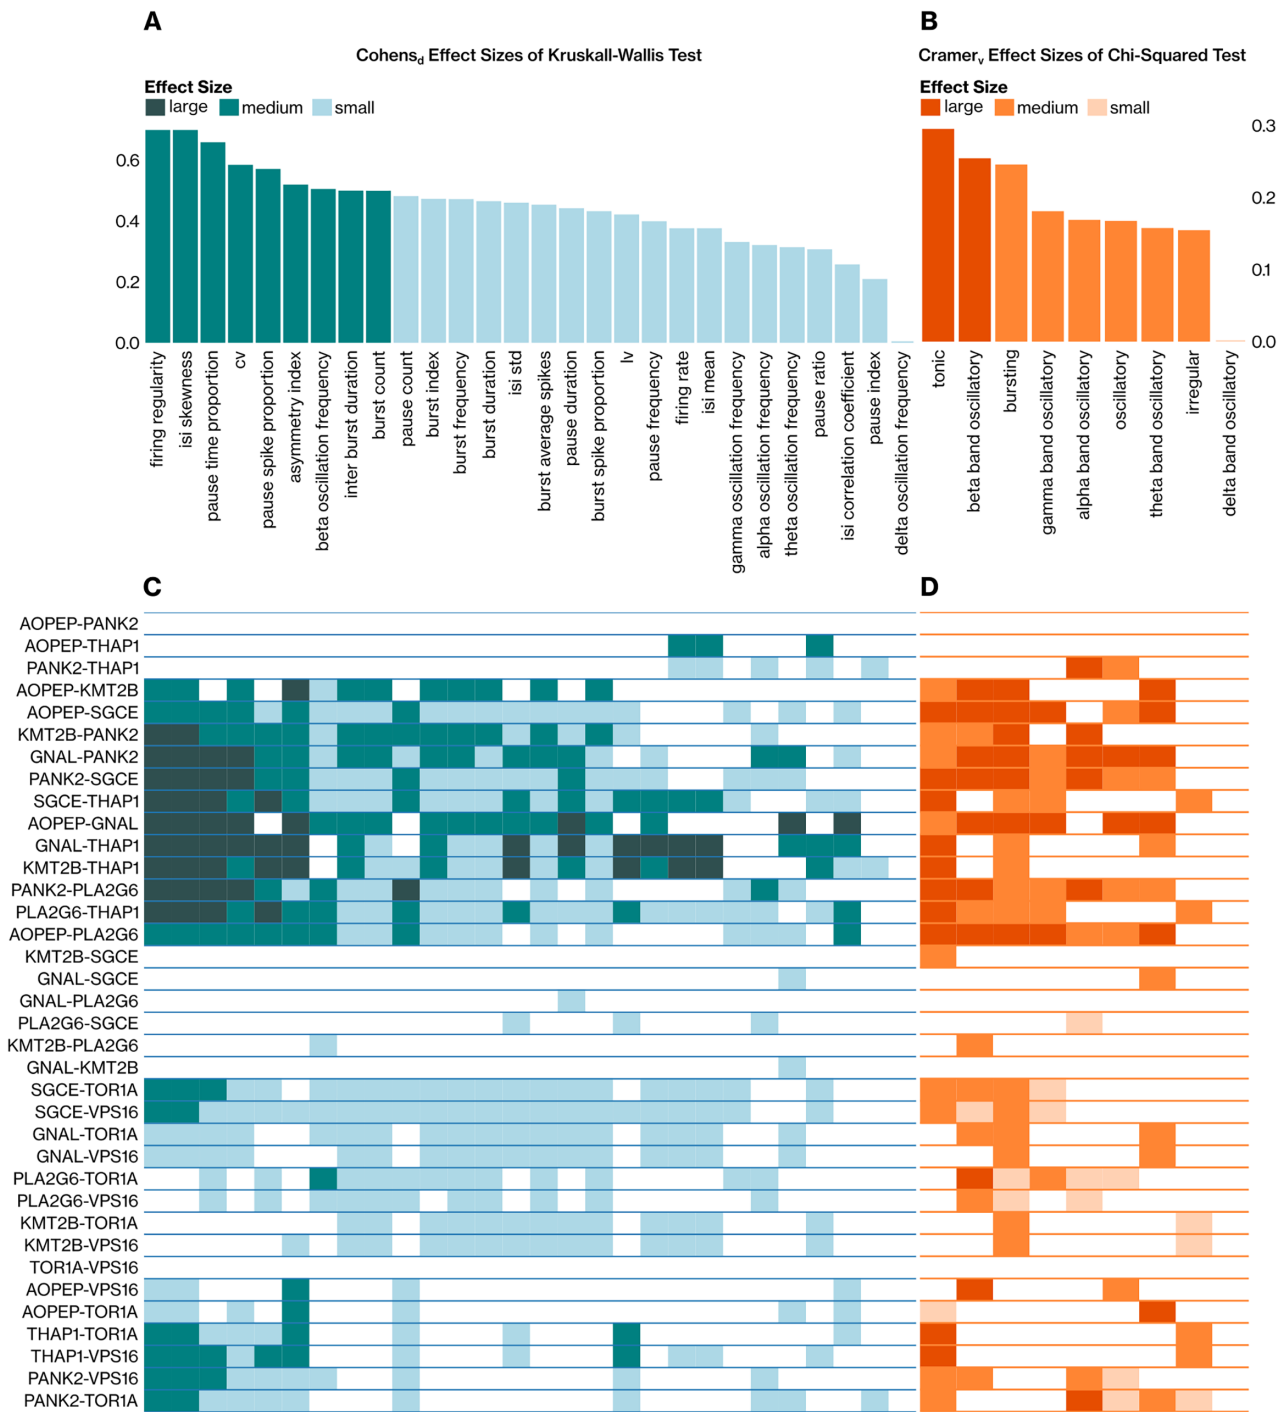 A
Cohensd Effect Sizes of Kruskall-Wallis Test
Effect Size
large medium small
0.6
0.4
0.2
0.0
firing regularity
isi skewness
pause time proportion
cv
pause spike proportion
asymmetry index
beta oscillation frequency
inter burst duration
burst count
pause count
burst index
burst frequency
burst duration
isi std
burst average spikes
pause duration
burst spike proportion
lv
pause frequency
firing rate
isi mean
gamma oscillation frequency
alpha oscillation frequency
theta oscillation frequency
pause ratio
isi correlation coefficient
pause index
delta oscillation frequency
B
Cramerv Effect Sizes of Chi-Squared Test
Effect Size
large medium small
0.3
0.2
0.1
0.0
tonic
beta band oscillatory
bursting
gamma band oscillatory
alpha band oscillatory
oscillatory
theta band oscillatory
irregular
delta band oscillatory
C
D
AOPEP-PANK2
AOPEP-THAP1
PANK2-THAP1
AOPEP-KMT2B
AOPEP-SGCE
KMT2B-PANK2
GNAL-PANK2
PANK2-SGCE
SGCE-THAP1
AOPEP-GNAL
GNAL-THAP1
KMT2B-THAP1
PANK2-PLA2G6
PLA2G6-THAP1
AOPEP-PLA2G6
KMT2B-SGCE
GNAL-SGCE
GNAL-PLA2G6
PLA2G6-SGCE
KMT2B-PLA2G6
GNAL-KMT2B
SGCE-TOR1A
SGCE-VPS16
GNAL-TOR1A
GNAL-VPS16
PLA2G6-TOR1A
PLA2G6-VPS16
KMT2B-TOR1A
KMT2B-VPS16
TOR1A-VPS16
AOPEP-VPS16
AOPEP-TOR1A
THAP1-TOR1A
THAP1-VPS16
PANK2-VPS16
PANK2-TOR1A